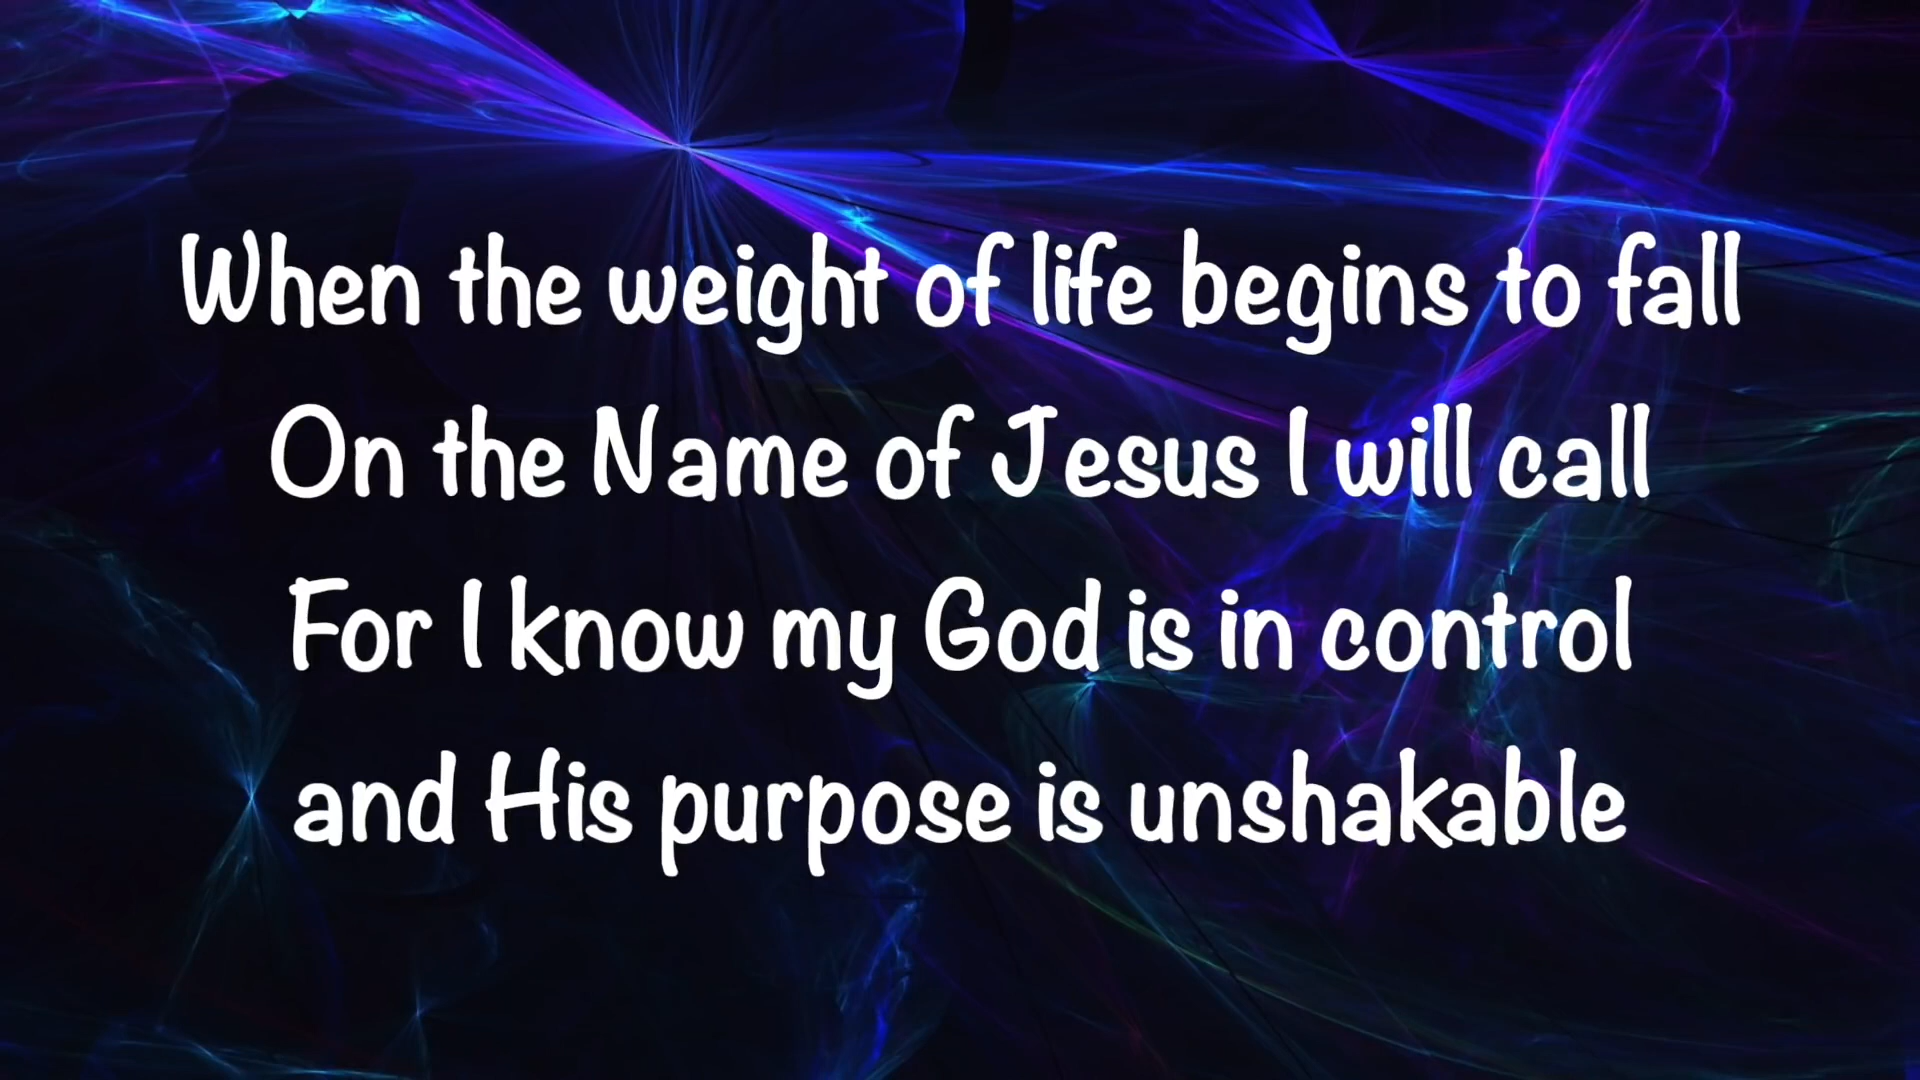 When the weight of life begins to fall
On the Name of Jesus I will call
For I know my God is in control
and His purpose is unshakable